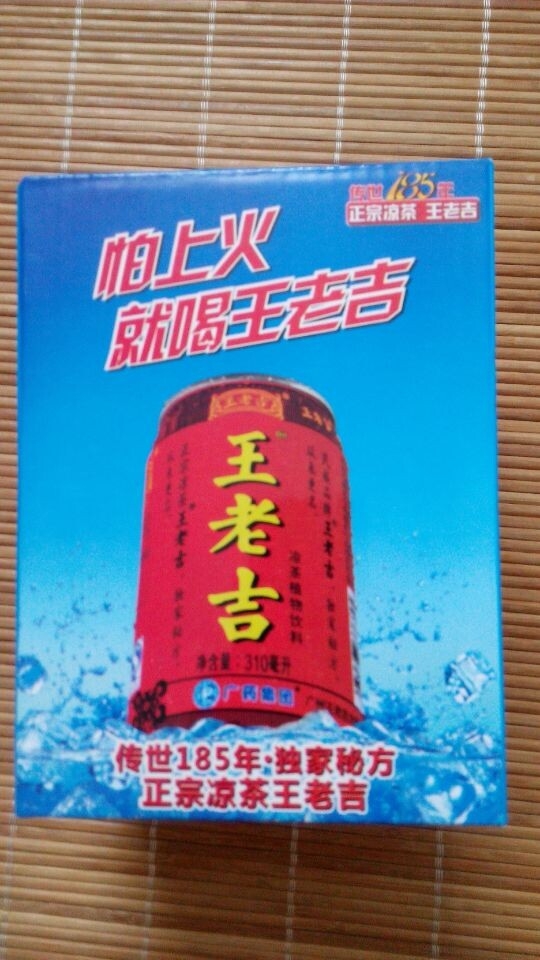 传世185年
正宗凉茶 王老吉
怕上火
就喝王老吉
王老吉
王老吉
凉茶植物饮料
净含量:310毫升
广药集团
传世185年·独家秘方
正宗凉茶王老吉